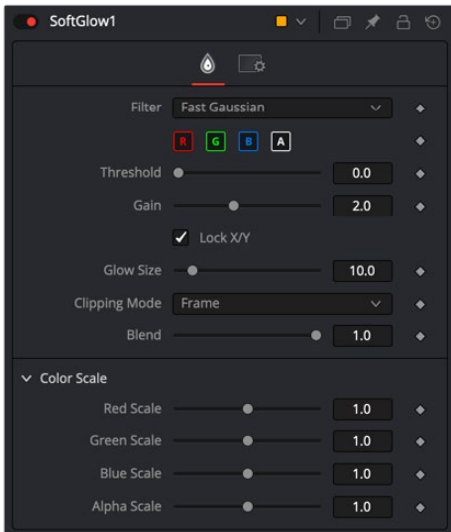 SoftGlow1
Filter Fast Gaussian
R G B A
Threshold 0.0
Gain 2.0
Lock X/Y
Glow Size 10.0
Clipping Mode Frame
Blend 1.0
Color Scale
Red Scale 1.0
Green Scale 1.0
Blue Scale 1.0
Alpha Scale 1.0